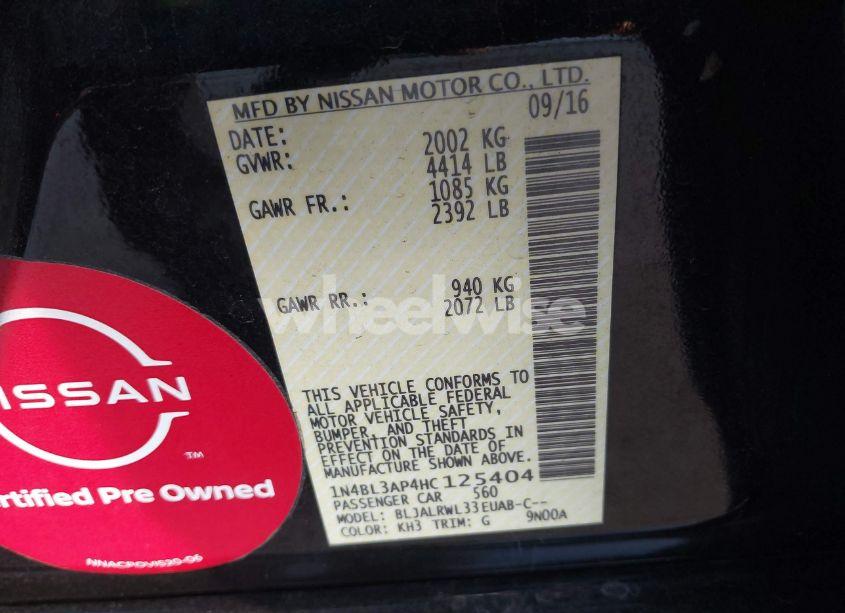 MFD BY NISSAN MOTOR CO., LTD.
DATE: 09/16
GVWR: 2002 KG
4414 LB
GAWR FR.: 1085 KG
2392 LB
GAWR RR.: 940 KG
2072 LB
THIS VEHICLE CONFORMS TO
ALL APPLICABLE FEDERAL
MOTOR VEHICLE SAFETY,
BUMPER, AND THEFT
PREVENTION STANDARDS IN
EFFECT ON THE DATE OF
MANUFACTURE SHOWN ABOVE.
1N4BL3AP4HC125404
PASSENGER CAR 560
MODEL: BLJALRWL33EUAB-C--
COLOR: KH3 TRIM: G 9N00A
NISSAN
TM
Certified Pre Owned
NNACPOV1520-06
wheelwise